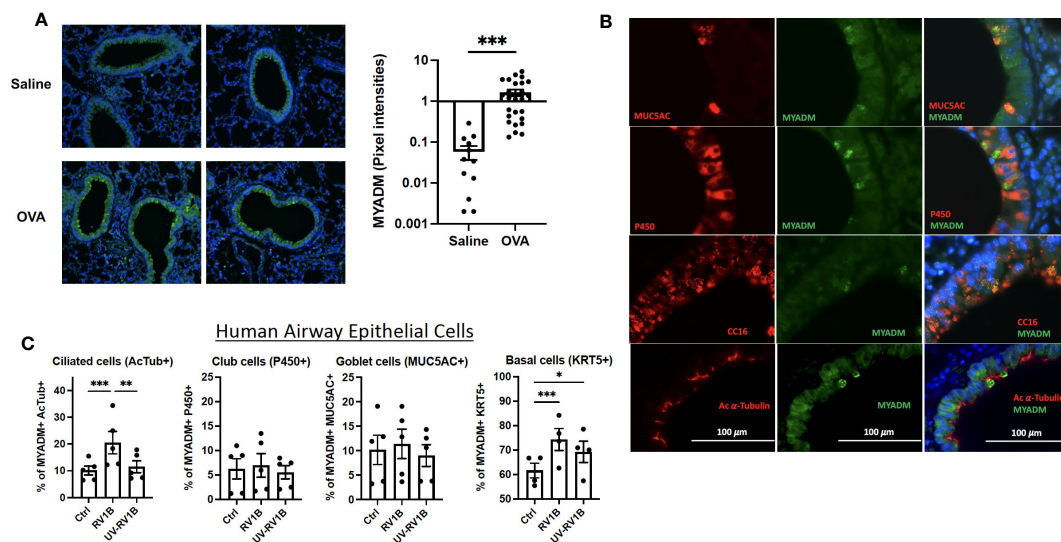 A
Saline
OVA
MYADM (Pixel intensities)
***
10
1
0.1
0.01
0.001
Saline
OVA
B
MUC5AC
MYADM
MUC5AC
MYADM
P450
MYADM
P450
MYADM
CC16
MYADM
CC16
MYADM
Ac α-Tubulin
MYADM
Ac α-Tubulin
MYADM
100 μm
100 μm
100 μm
Human Airway Epithelial Cells
C
Ciliated cells (AcTub+)
% of MYADM+ AcTub+
50
40
30
20
10
0
***
**
Ctrl
RV1B
UV-RV1B
Club cells (P450+)
% of MYADM+ P450+
25
20
15
10
5
0
Ctrl
RV1B
UV-RV1B
Goblet cells (MUC5AC+)
% of MYADM+ MUC5AC+
25
20
15
10
5
0
Ctrl
RV1B
UV-RV1B
Basal cells (KRT5+)
% of MYADM+ KRT5+
100
90
80
70
60
50
*
***
Ctrl
RV1B
UV-RV1B